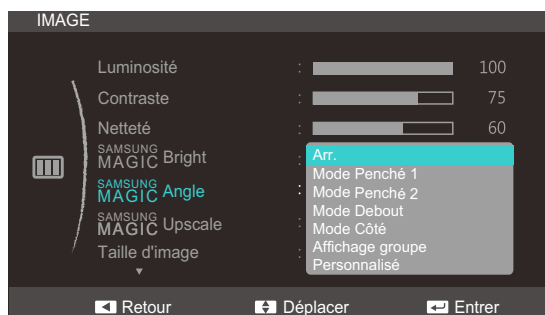 IMAGE
Luminosité : 100
Contraste : 75
Netteté : 60
SAMSUNG MAGIC Bright :
SAMSUNG MAGIC Angle :
SAMSUNG MAGIC Upscale :
Taille d'image :
Arr.
Mode Penché 1
Mode Penché 2
Mode Debout
Mode Côté
Affichage groupe
Personnalisé
Retour Déplacer Entrer